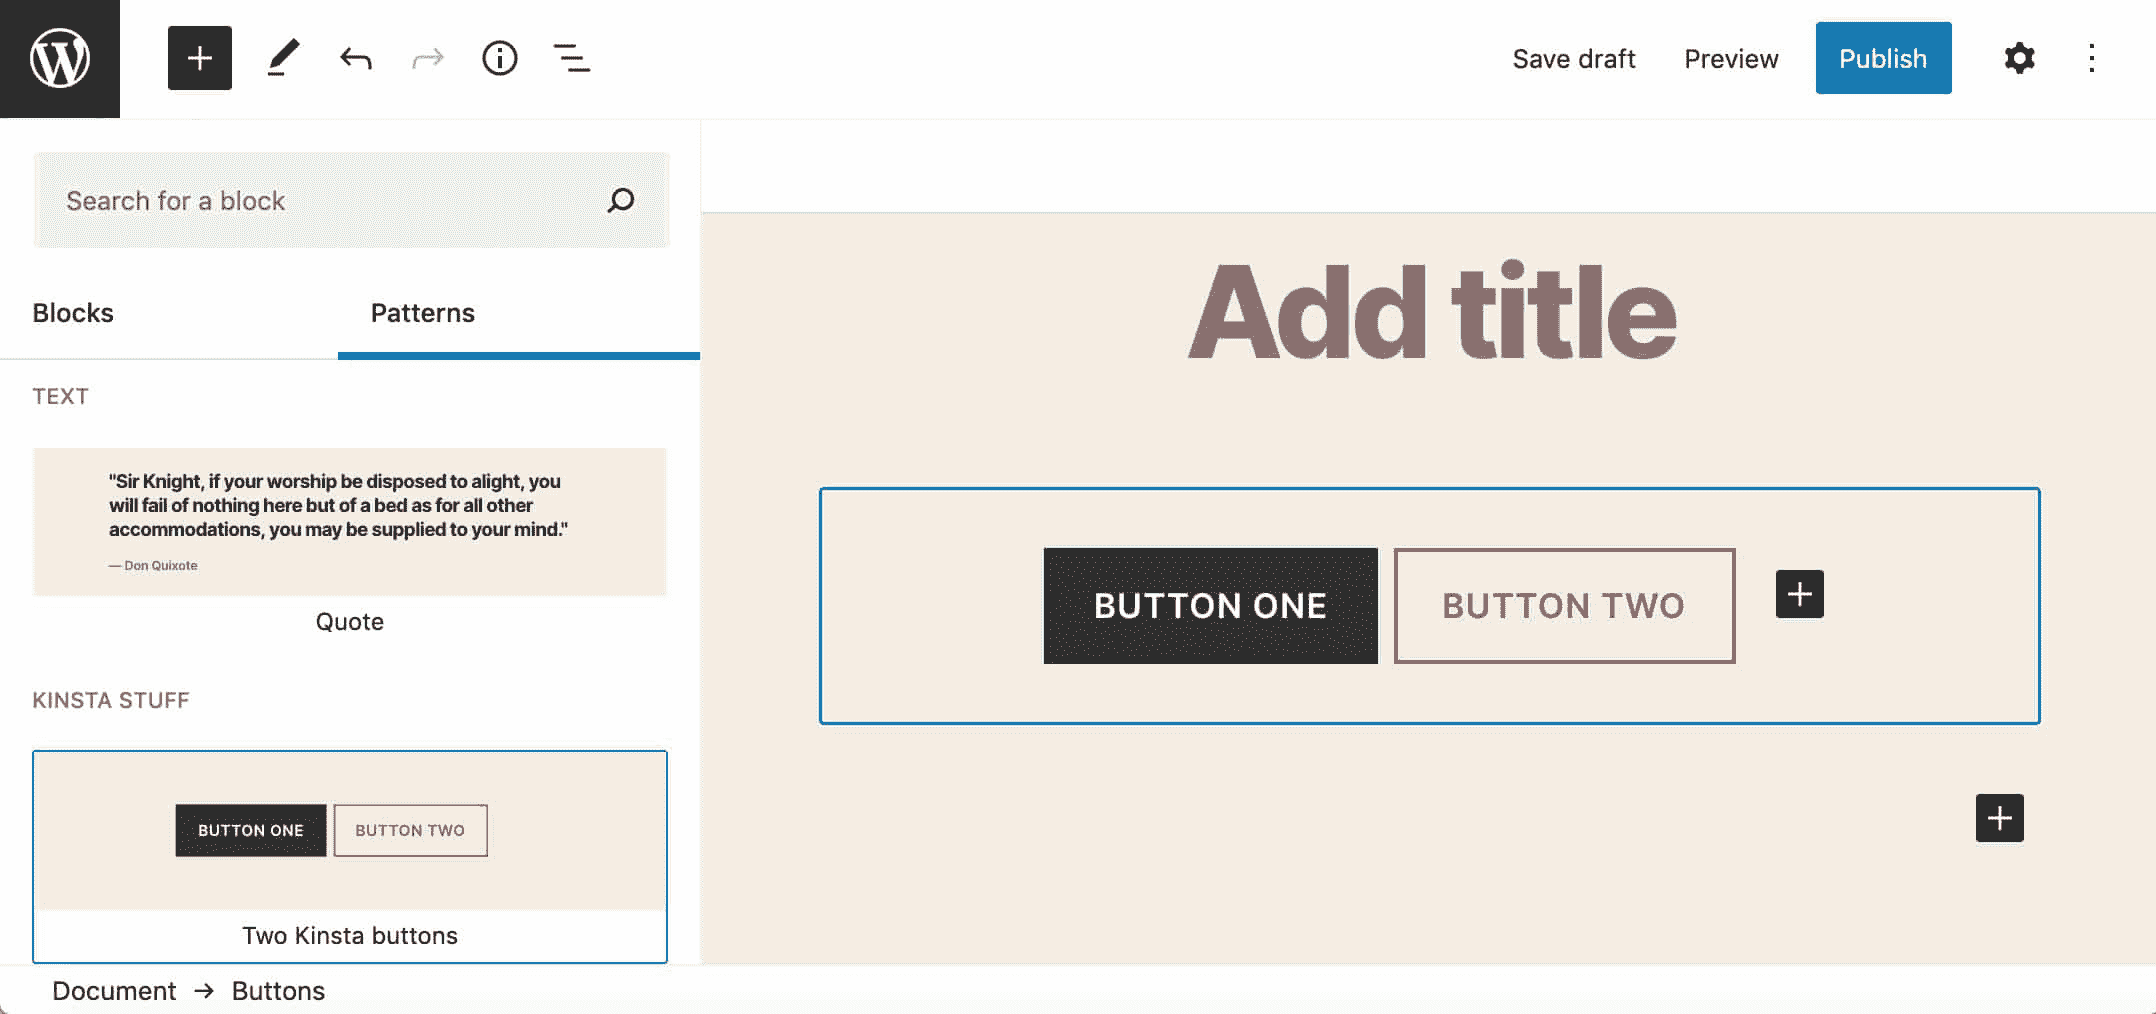 Save draft
Preview
Publish
Search for a block
Blocks
Patterns
TEXT
"Sir Knight, if your worship be disposed to alight, you
will fail of nothing here but of a bed as for all other
accommodations, you may be supplied to your mind."
— Don Quixote
Quote
KINSTA STUFF
BUTTON ONE
BUTTON TWO
Two Kinsta buttons
Add title
BUTTON ONE
BUTTON TWO
Document → Buttons